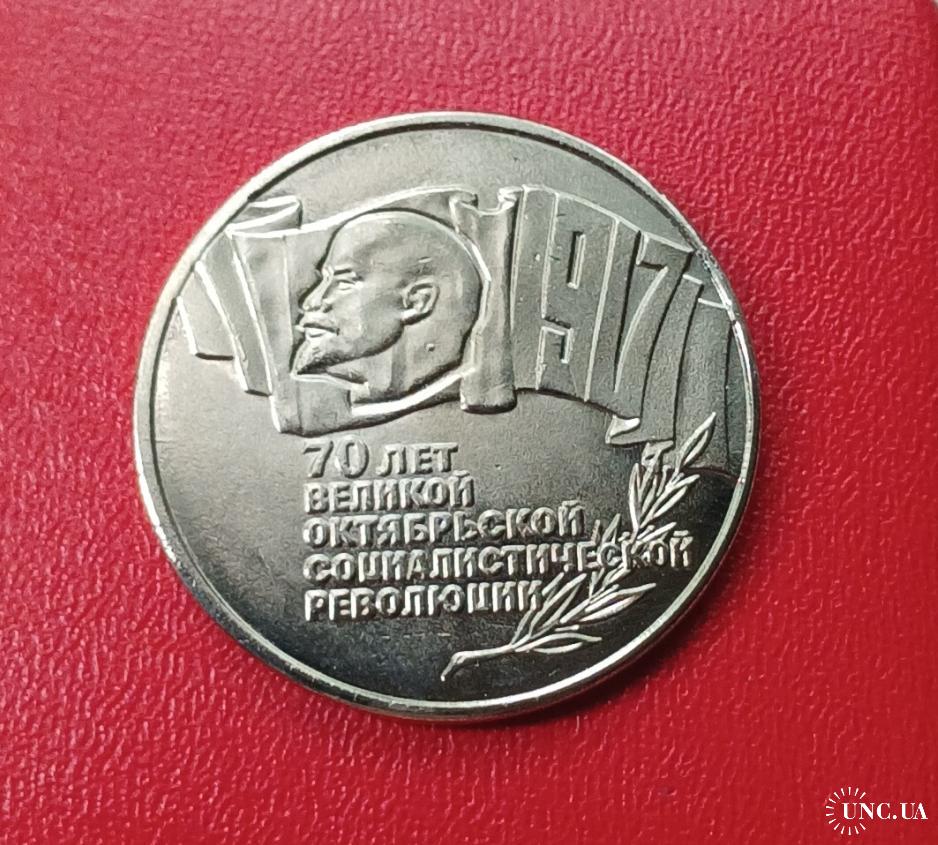 1917
70 ЛЕТ
ВЕЛИКОЙ
ОКТЯБРЬСКОЙ
СОЦИАЛИСТИЧЕСКОЙ
РЕВОЛЮЦИИ
UNC.UA